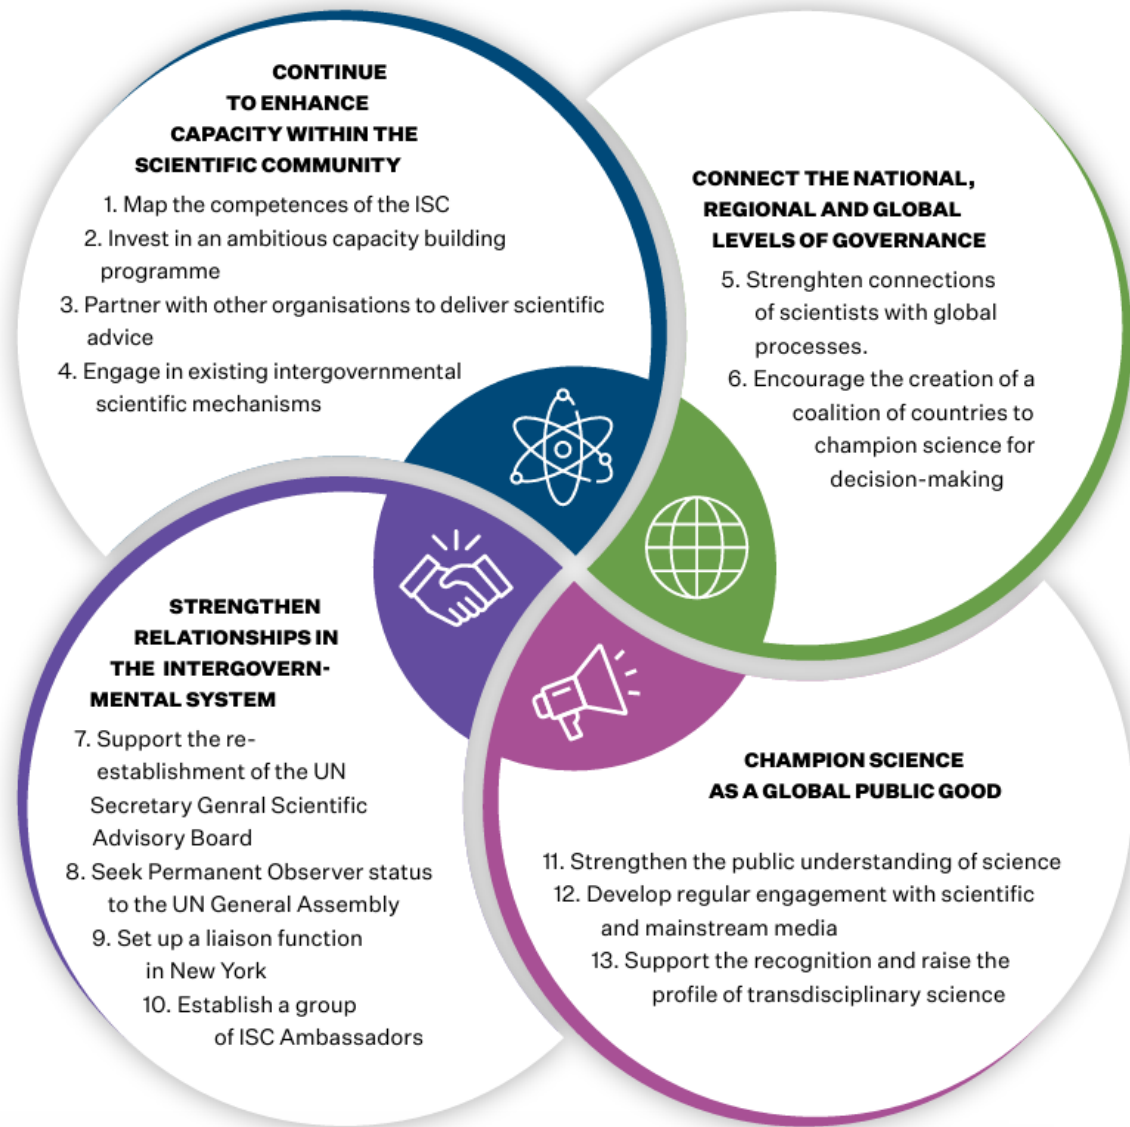 CONTINUE
TO ENHANCE
CAPACITY WITHIN THE
SCIENTIFIC COMMUNITY
1. Map the competences of the ISC
2. Invest in an ambitious capacity building
programme
3. Partner with other organisations to deliver scientific
advice
4. Engage in existing intergovernmental
scientific mechanisms
CONNECT THE NATIONAL,
REGIONAL AND GLOBAL
LEVELS OF GOVERNANCE
5. Strenghten connections
of scientists with global
processes.
6. Encourage the creation of a
coalition of countries to
champion science for
decision-making
STRENGTHEN
RELATIONSHIPS IN
THE INTERGOVERN-
MENTAL SYSTEM
7. Support the re-
establishment of the UN
Secretary Genral Scientific
Advisory Board
8. Seek Permanent Observer status
to the UN General Assembly
9. Set up a liaison function
in New York
10. Establish a group
of ISC Ambassadors
CHAMPION SCIENCE
AS A GLOBAL PUBLIC GOOD
11. Strengthen the public understanding of science
12. Develop regular engagement with scientific
and mainstream media
13. Support the recognition and raise the
profile of transdisciplinary science